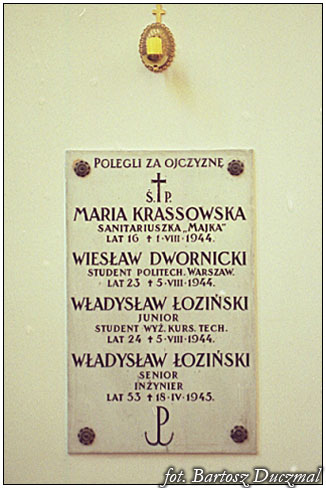 POLEGLI ZA OJCZYZNĘ
Ś.†P.
MARIA KRASSOWSKA
SANITARIUSZKA „MAJKA"
LAT 16 † 1·VIII·1944.
WIESŁAW DWORNICKI
STUDENT POLITECH. WARSZAW.
LAT 23 † 5·VIII·1944.
WŁADYSŁAW ŁOZIŃSKI
JUNIOR
STUDENT WYŻ. KURS. TECH.
LAT 24 † 5·VIII·1944.
WŁADYSŁAW ŁOZIŃSKI
SENIOR
INŻYNIER
LAT 53 † 18·IV·1945.
fot. Bartosz Duczmal